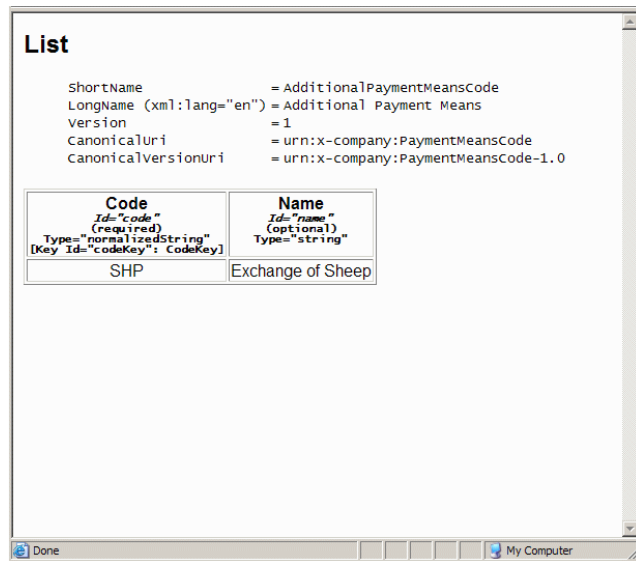 List
ShortName = AdditionalPaymentMeansCode
LongName (xml:lang="en") = Additional Payment Means
Version = 1
CanonicalUri = urn:x-company:PaymentMeansCode
CanonicalVersionUri = urn:x-company:PaymentMeansCode-1.0
Code Name
Id="code" Id="name"
(required) (optional)
Type="normalizedString" Type="string"
[Key Id="codeKey": CodeKey]
SHP Exchange of Sheep
Done My Computer